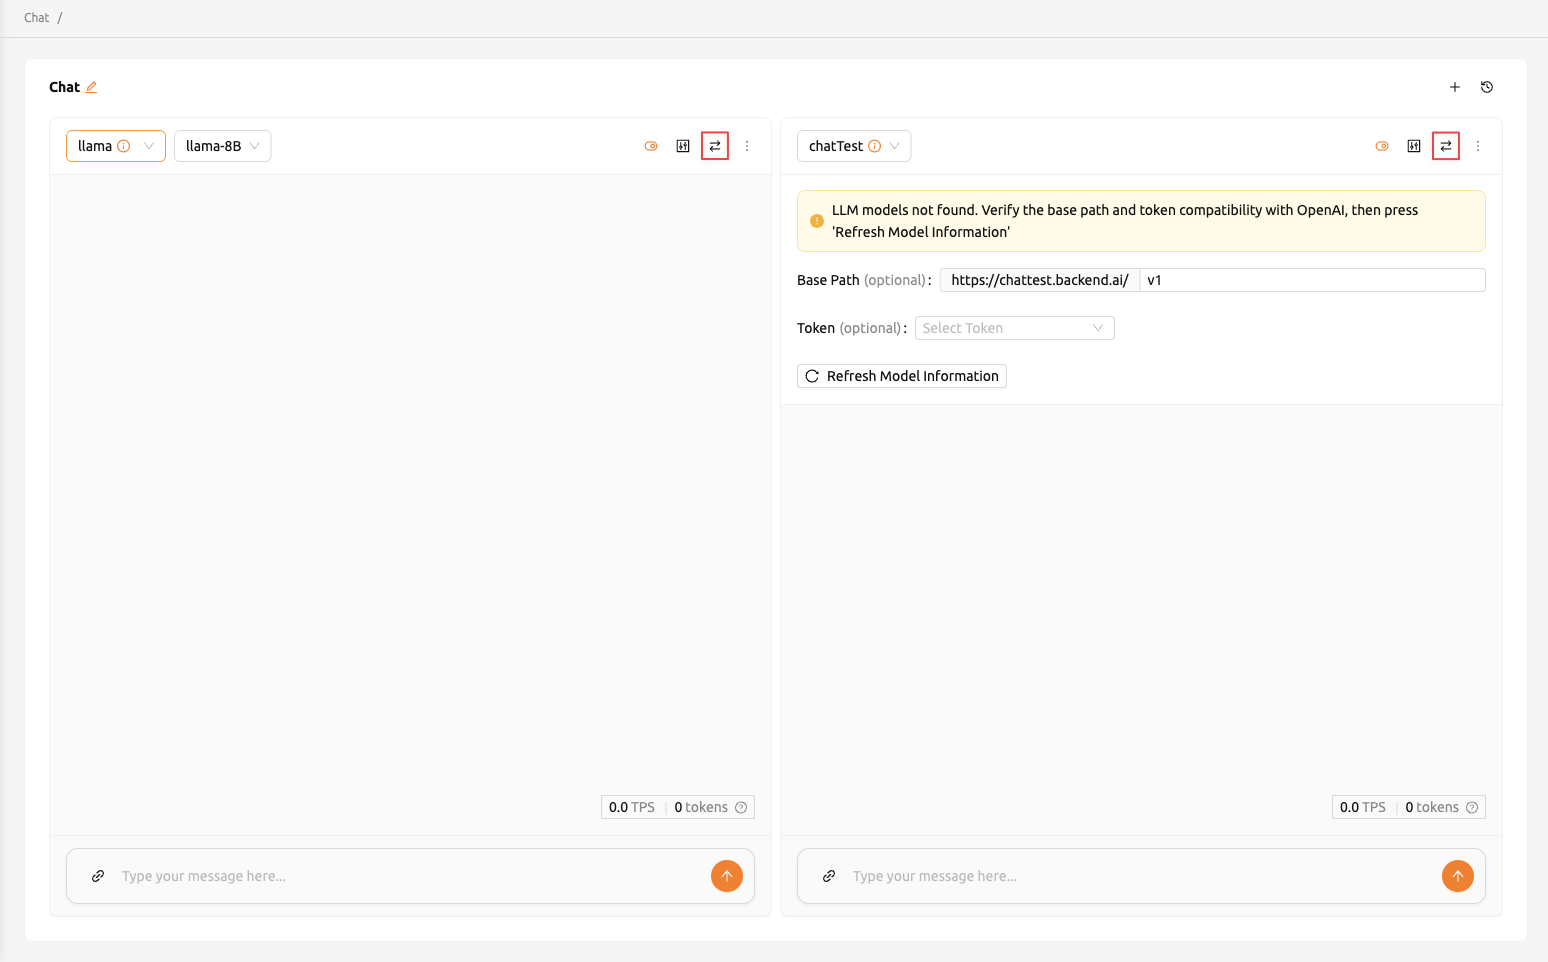 Chat /
Chat
llama
llama-8B
0.0 TPS
0 tokens
Type your message here...
chatTest
LLM models not found. Verify the base path and token compatibility with OpenAI, then press
'Refresh Model Information'
Base Path (optional) : https://chattest.backend.ai/ v1
Token (optional) : Select Token
Refresh Model Information
0.0 TPS
0 tokens
Type your message here...